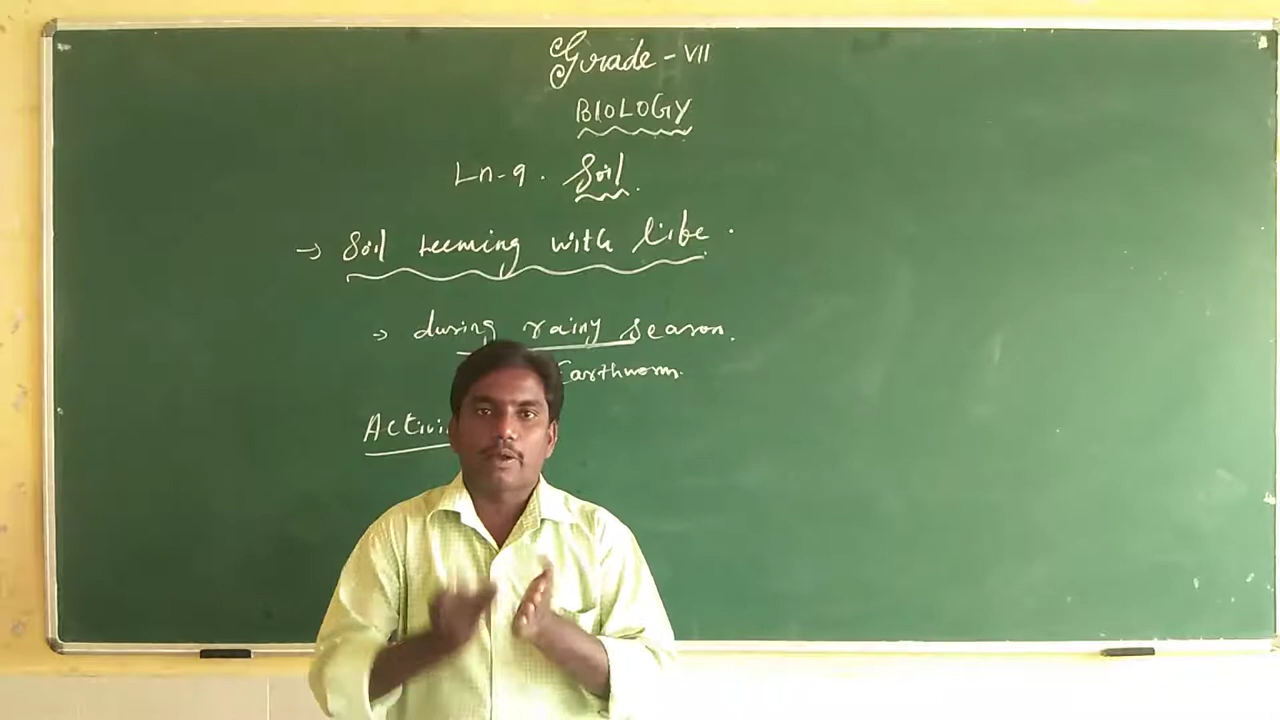 Grade - VII
BIOLOGY
Ln-9. Soil.
→ Soil teeming with life.
→ during rainy season.
Earthworm.